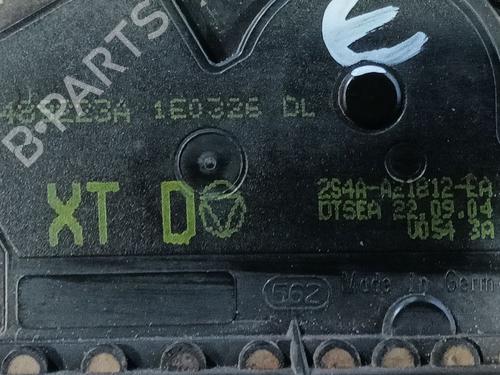 B-PARTS
E
1E0326 DL
XT D
2S4A-A21812-EA
DTSEA 22.09.04
V054 3A
562
Made in Germ